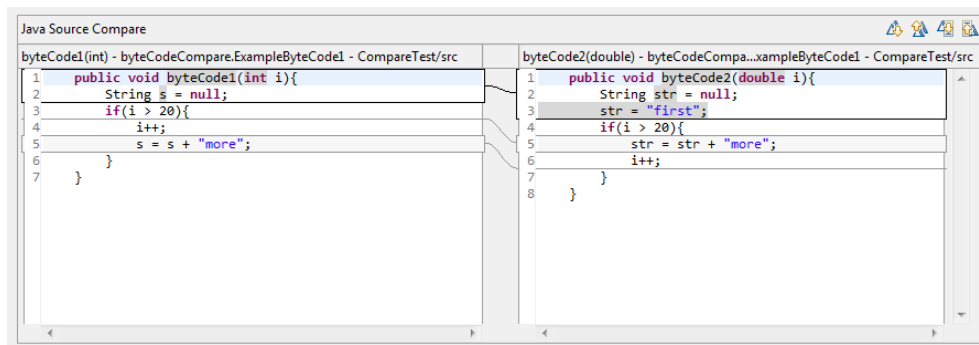 Java Source Compare
byteCode1(int) - byteCodeCompare.ExampleByteCode1 - CompareTest/src
1 public void byteCode1(int i){
2 String s = null;
3 if(i > 20){
4 i++;
5 s = s + "more";
6 }
7 }
byteCode2(double) - byteCodeCompa...xampleByteCode1 - CompareTest/src
1 public void byteCode2(double i){
2 String str = null;
3 str = "first";
4 if(i > 20){
5 str = str + "more";
6 i++;
7 }
8 }